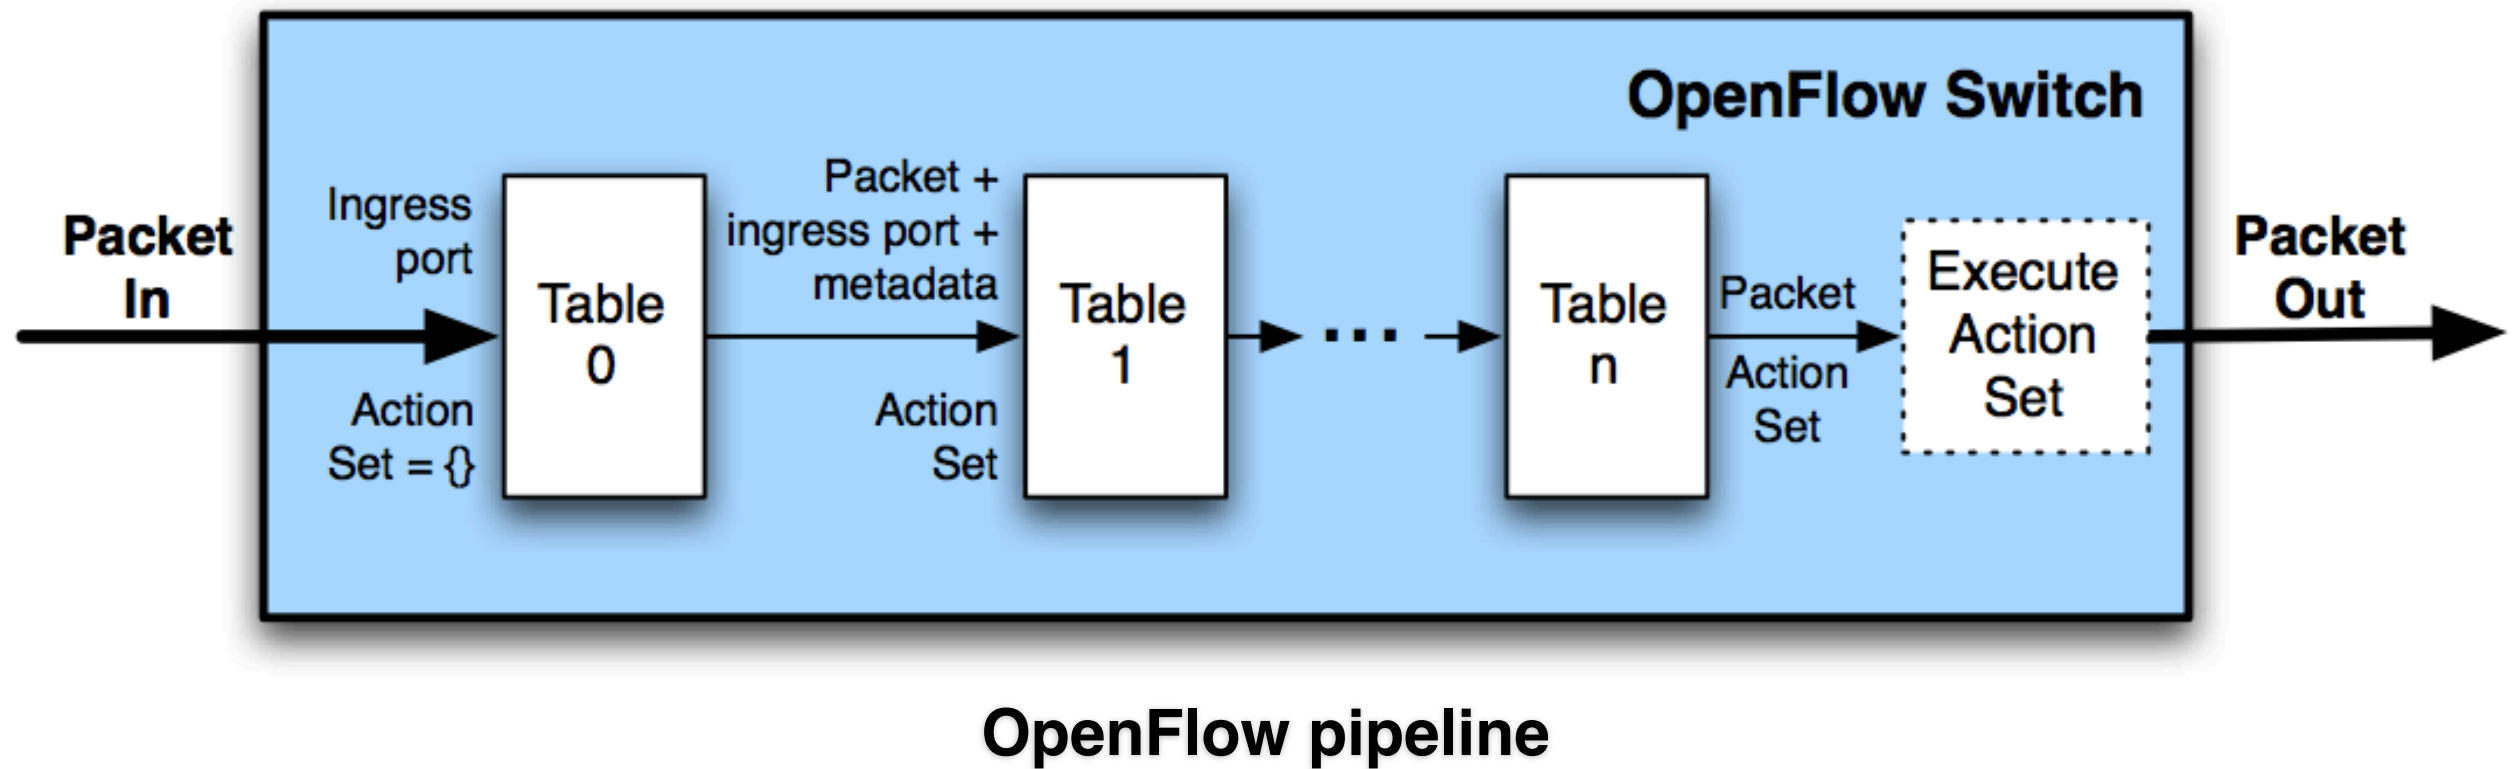 OpenFlow Switch
Packet
In
Ingress
port
Action
Set = {}
Table
0
Packet +
ingress port +
metadata
Action
Set
Table
1
...
Table
n
Packet
Action
Set
Execute
Action
Set
Packet
Out
OpenFlow pipeline